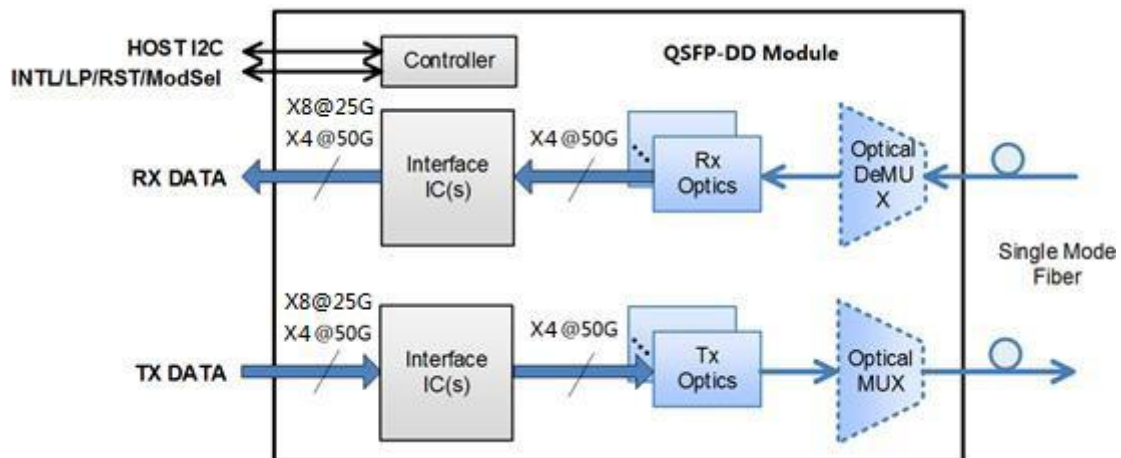 HOST I2C
INTL/LP/RST/ModSel
Controller
QSFP-DD Module
X8@25G
X4@50G
RX DATA
Interface
IC(s)
X4@50G
Rx
Optics
Optical
DeMU
X
Single Mode
Fiber
X8@25G
X4@50G
TX DATA
Interface
IC(s)
X4@50G
Tx
Optics
Optical
MUX